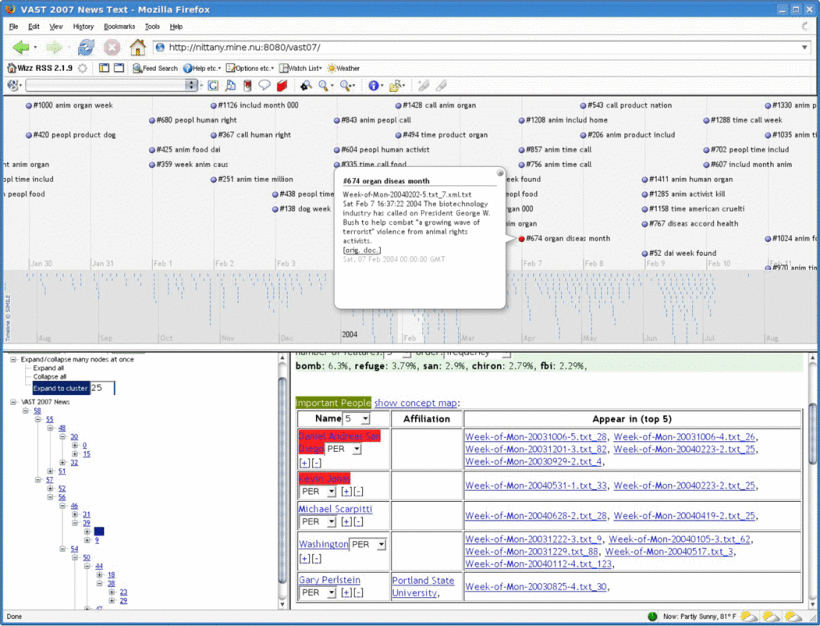 VAST 2007 News Text - Mozilla Firefox
File Edit View History Bookmarks Tools Help
http://nittany.mine.nu:8080/vast07/
Wizz RSS 2.1.9 Feed Search Help etc. Options etc. Watch List Weather
#1000 anim organ week #1126 includ month 000 #1428 call anim organ #543 call product nation #1330 anim p
#680 peopl human right #843 anim peopl call #1208 anim includ home #1288 time call week
#420 peopl product dog #367 call human right #494 time product organ #206 anim product includ #1035 anim ti
#425 anim food dai #604 peopl human activist #857 anim time call #702 peopl time includ
nt anim organ #359 week anim caus #335 time call food #756 anim time call #607 includ month anim
pl time includ #251 anim time million #1411 anim human organ
peopl food #438 peopl time eek found #1285 anim activist kill
#138 dog week rgan 000 #1158 time american cruelti
im organ #767 diseas accord health
#674 organ diseas month #1024 anim fo
#52 dai week found
#970 anim tin
#674 organ diseas month
Week-of-Mon-20040202-5.txt_7.xml.txt
Sat Feb 7 16:37:22 2004 The biotechnology
industry has called on President George W.
Bush to help combat "a growing wave of
terrorist" violence from animal rights
activists.
[orig. doc.]
Sat, 07 Feb 2004 00:00:00 GMT
Jan 30 Jan 31 Feb 1 Feb 2 Feb 3 Feb 7 Feb 8 Feb 9 Feb 10 Feb 11
Timeline © SIMILE
2004
Aug Sep Oct Nov Dec Feb Mar Apr May Jun Jul Aug
Expand/collapse many nodes at once
Expand all
Collapse all
Expand to cluster 25
VAST 2007 News
58
55
48
20
0
15
32
51
57
52
56
46
21
29
9
54
50
44
18
38
23
29
47
number of features: 5 order: frequency
bomb: 6.3%, refuge: 3.79%, san: 2.9%, chiron: 2.79%, fbi: 2.29%,
Important People show concept map:
Name 5 Affiliation Appear in (top 5)
Daniel Andreas San
Diego PER
[+][-]
Week-of-Mon-20031006-5.txt_28, Week-of-Mon-20031006-4.txt_26,
Week-of-Mon-20031201-3.txt_82, Week-of-Mon-20040223-2.txt_25,
Week-of-Mon-20030929-2.txt_4,
Kevin Jonas
PER [+][-]
Week-of-Mon-20040531-1.txt_33, Week-of-Mon-20040223-2.txt_25,
Michael Scarpitti
PER [+][-]
Week-of-Mon-20040628-2.txt_28, Week-of-Mon-20040419-2.txt_25,
Washington PER
[+][-]
Week-of-Mon-20031222-3.txt_9, Week-of-Mon-20040105-3.txt_62,
Week-of-Mon-20031229.txt_88, Week-of-Mon-20040517.txt_3,
Week-of-Mon-20040112-4.txt_123,
Gary Perlstein
PER [+][-]
Portland State
University,
Week-of-Mon-20030825-4.txt_30,
Done Now: Partly Sunny, 81° F